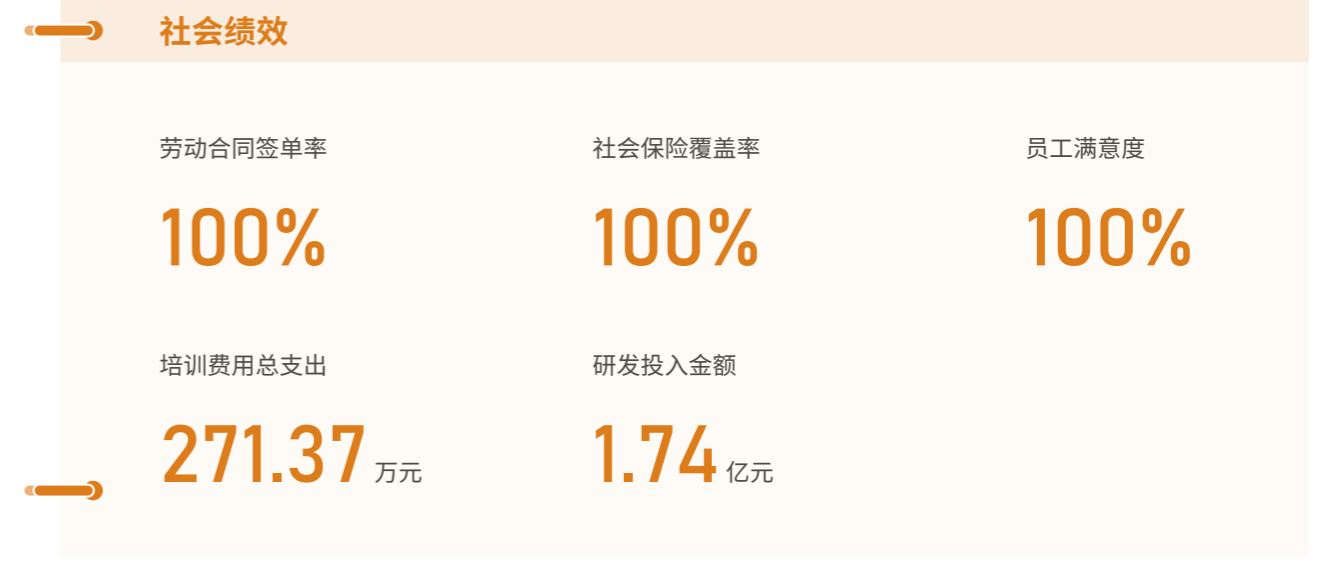 社会绩效
劳动合同签单率
社会保险覆盖率
员工满意度
100%
100%
100%
培训费用总支出
研发投入金额
271.37 万元
1.74 亿元